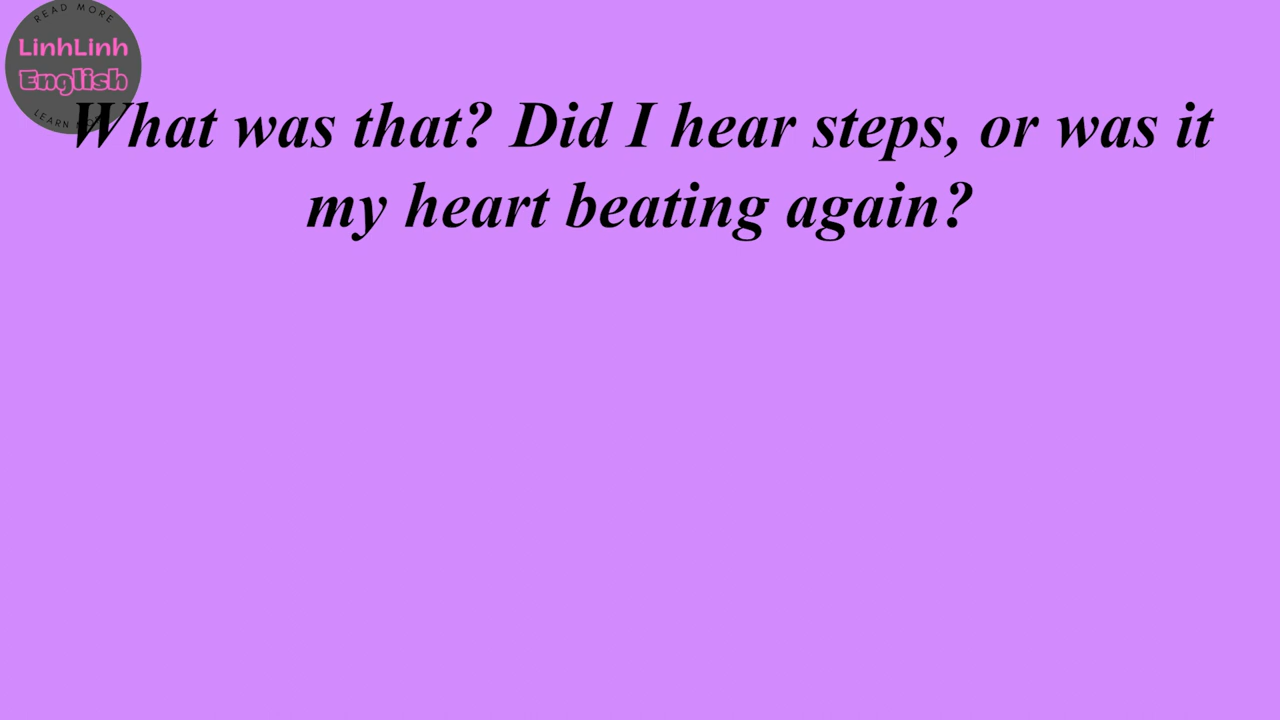 READ MORE
LinhLinh
English
What was that? Did I hear steps, or was it
my heart beating again?